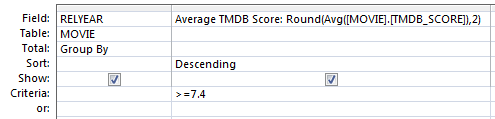 Field: RELYEAR Average TMDB Score: Round(Avg([MOVIE].[TMDB_SCORE]),2)
Table: MOVIE
Total: Group By
Sort: Descending
Show:
Criteria: >=7.4
or: